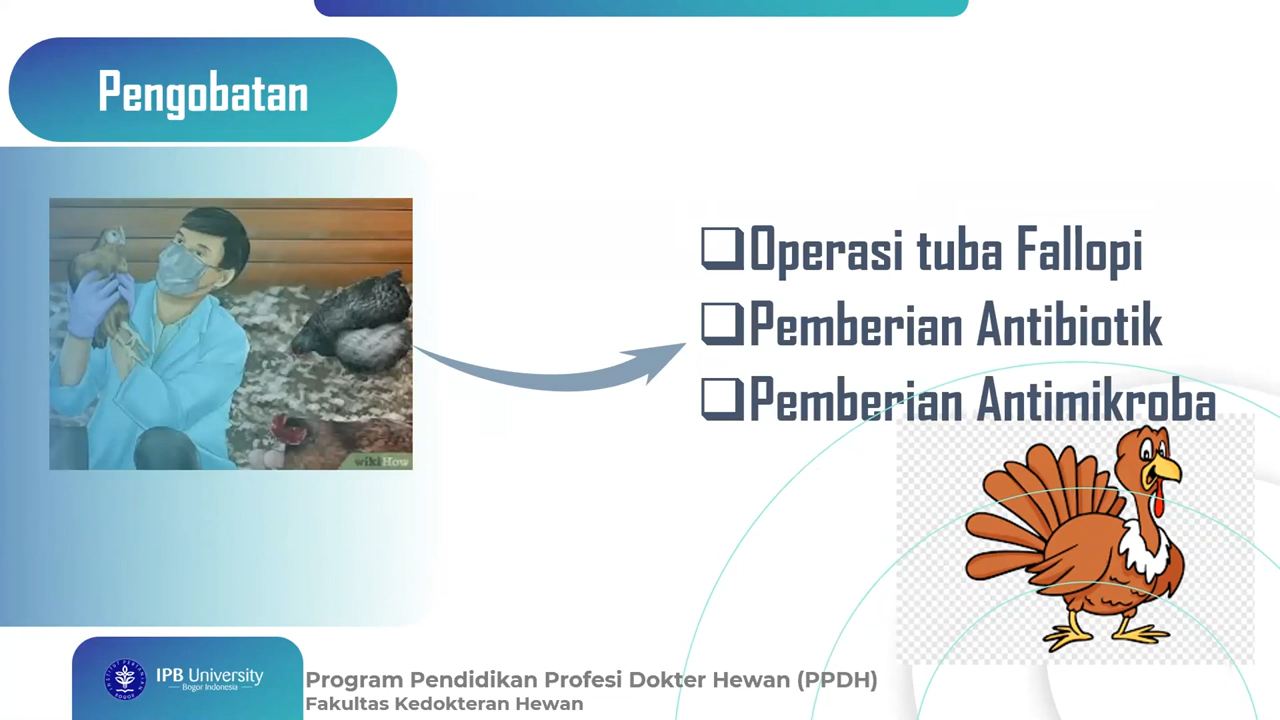 Pengobatan
❑Operasi tuba Fallopi
❑Pemberian Antibiotik
❑Pemberian Antimikroba
wikiHow
IPB University
Bogor Indonesia
Program Pendidikan Profesi Dokter Hewan (PPDH)
Fakultas Kedokteran Hewan